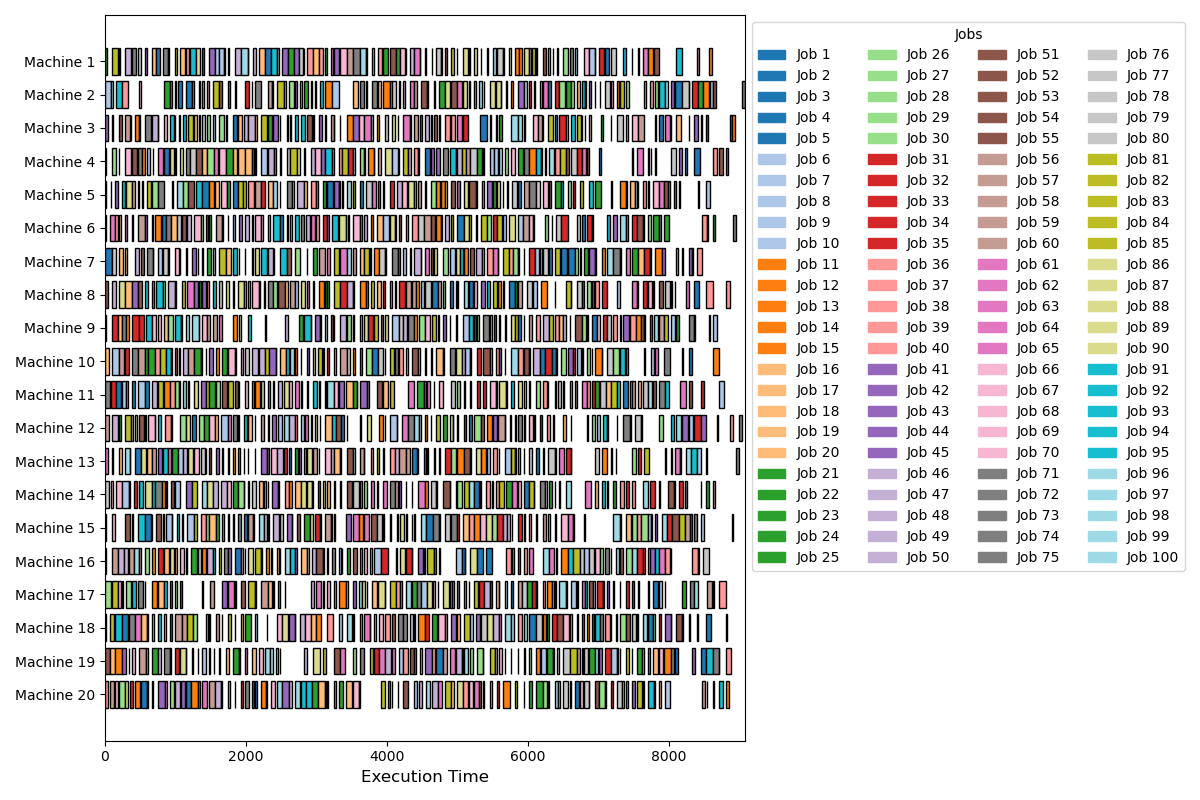 Machine 1
Machine 2
Machine 3
Machine 4
Machine 5
Machine 6
Machine 7
Machine 8
Machine 9
Machine 10
Machine 11
Machine 12
Machine 13
Machine 14
Machine 15
Machine 16
Machine 17
Machine 18
Machine 19
Machine 20
0 2000 4000 6000 8000
Execution Time
Jobs
Job 1 Job 26 Job 51 Job 76
Job 2 Job 27 Job 52 Job 77
Job 3 Job 28 Job 53 Job 78
Job 4 Job 29 Job 54 Job 79
Job 5 Job 30 Job 55 Job 80
Job 6 Job 31 Job 56 Job 81
Job 7 Job 32 Job 57 Job 82
Job 8 Job 33 Job 58 Job 83
Job 9 Job 34 Job 59 Job 84
Job 10 Job 35 Job 60 Job 85
Job 11 Job 36 Job 61 Job 86
Job 12 Job 37 Job 62 Job 87
Job 13 Job 38 Job 63 Job 88
Job 14 Job 39 Job 64 Job 89
Job 15 Job 40 Job 65 Job 90
Job 16 Job 41 Job 66 Job 91
Job 17 Job 42 Job 67 Job 92
Job 18 Job 43 Job 68 Job 93
Job 19 Job 44 Job 69 Job 94
Job 20 Job 45 Job 70 Job 95
Job 21 Job 46 Job 71 Job 96
Job 22 Job 47 Job 72 Job 97
Job 23 Job 48 Job 73 Job 98
Job 24 Job 49 Job 74 Job 99
Job 25 Job 50 Job 75 Job 100